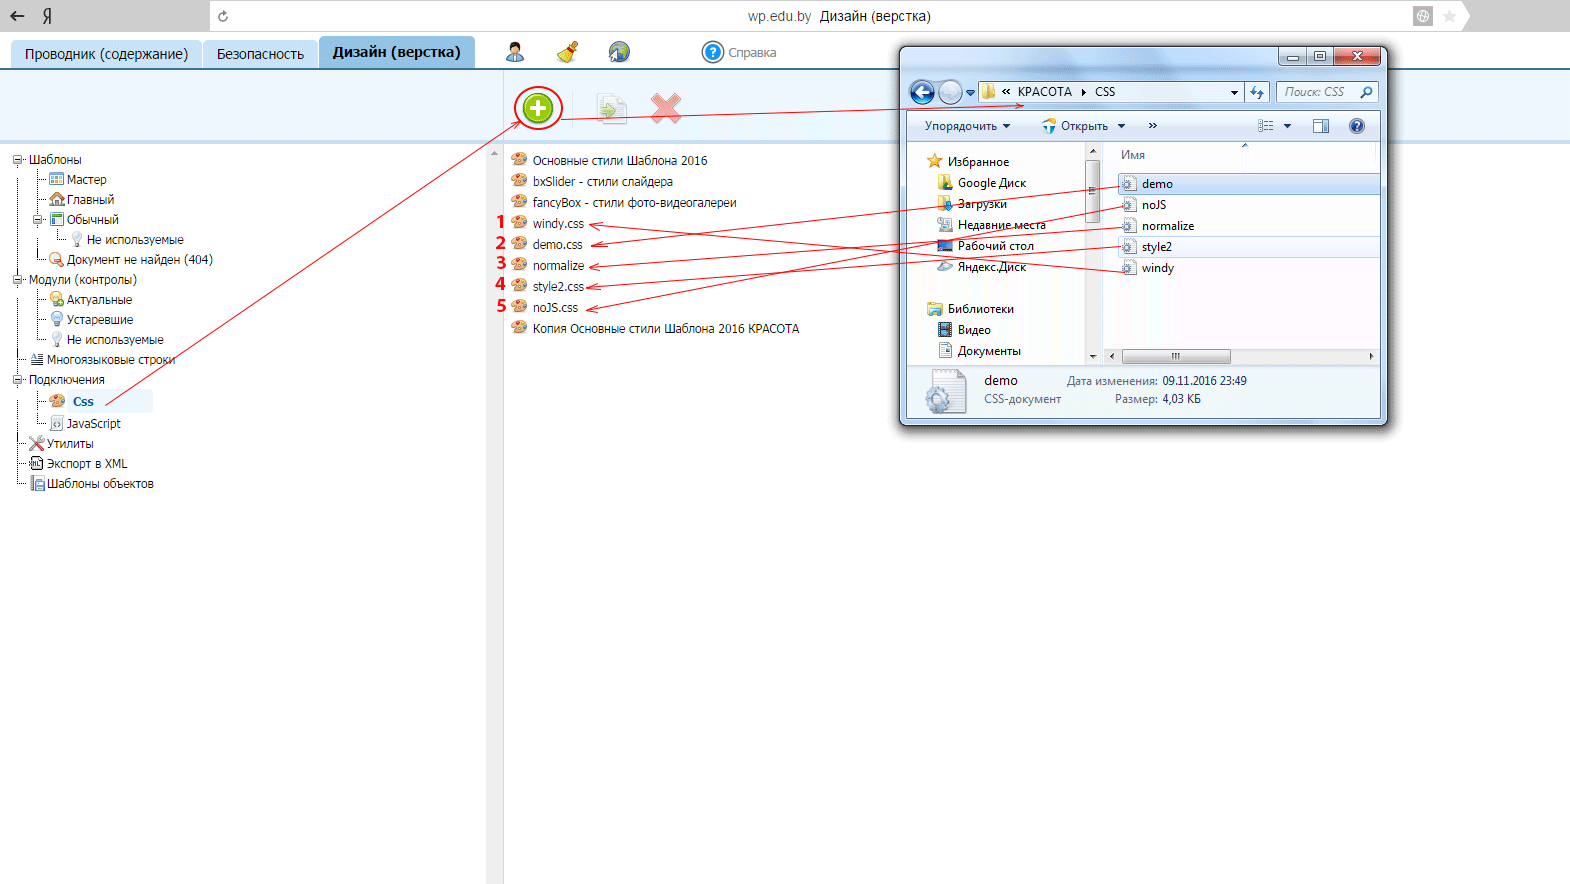 Я
wp.edu.by Дизайн (верстка)
Проводник (содержание)
Безопасность
Дизайн (верстка)
Справка
Шаблоны
Мастер
Главный
Обычный
Не используемые
Документ не найден (404)
Модули (контролы)
Актуальные
Устаревшие
Не используемые
Многоязыковые строки
Подключения
Css
JavaScript
Утилиты
Экспорт в XML
Шаблоны объектов
Основные стили Шаблона 2016
bxSlider - стили слайдера
fancyBox - стили фото-видеогалереи
1 windy.css
2 demo.css
3 normalize
4 style2.css
5 noJS.css
Копия Основные стили Шаблона 2016 КРАСОТА
« КРАСОТА CSS
Поиск: CSS
Упорядочить
Открыть
»
Избранное
Google Диск
Загрузки
Недавние места
Рабочий стол
Яндекс.Диск
Библиотеки
Видео
Документы
Имя
demo
noJS
normalize
style2
windy
demo Дата изменения: 09.11.2016 23:49
CSS-документ Размер: 4,03 КБ